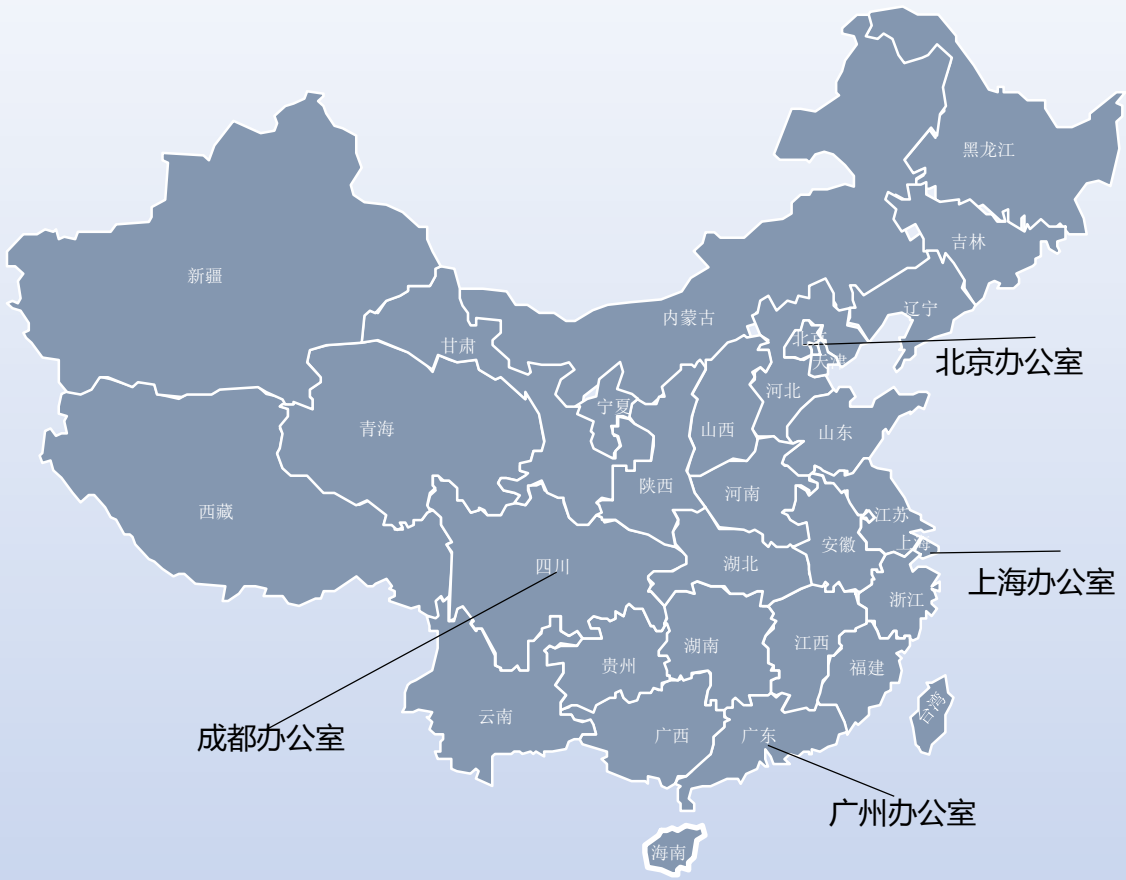 黑龙江
吉林
新疆
辽宁
内蒙古
北京
甘肃
天津
北京办公室
河北
宁夏
青海
山西
山东
陕西
河南
西藏
江苏
上海
安徽
湖北
四川
上海办公室
浙江
江西
湖南
贵州
福建
台湾
云南
广西
广东
成都办公室
广州办公室
海南